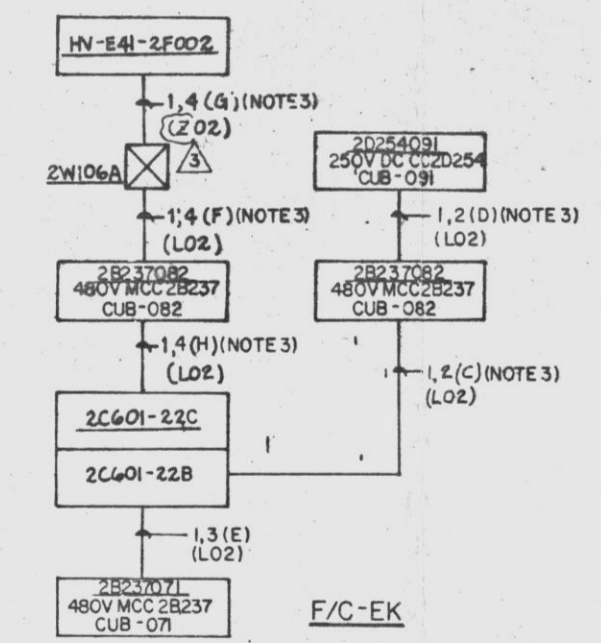 HV-E41-2F002
1,4 (G) (NOTE 3)
(Z02)
3
2W106A
1,4 (F) (NOTE 3)
(L02)
2B237082
480V MCC 2B237
CUB-082
1,4 (H) (NOTE 3)
(L02)
2C601-22C
2C601-22B
1,3 (E)
(L02)
2B237071
480V MCC 2B237
CUB-071
2D254091
250V DC CC2D254
CUB-091
1,2 (D) (NOTE 3)
(L02)
2B237082
480V MCC 2B237
CUB-082
1,2 (C) (NOTE 3)
(L02)
F/C-EK